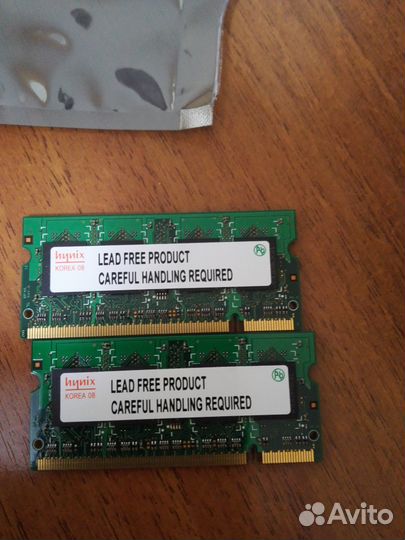 hynix
KOREA 08
LEAD FREE PRODUCT
CAREFUL HANDLING REQUIRED
Pb
hynix
KOREA 08
LEAD FREE PRODUCT
CAREFUL HANDLING REQUIRED
Pb
Avito